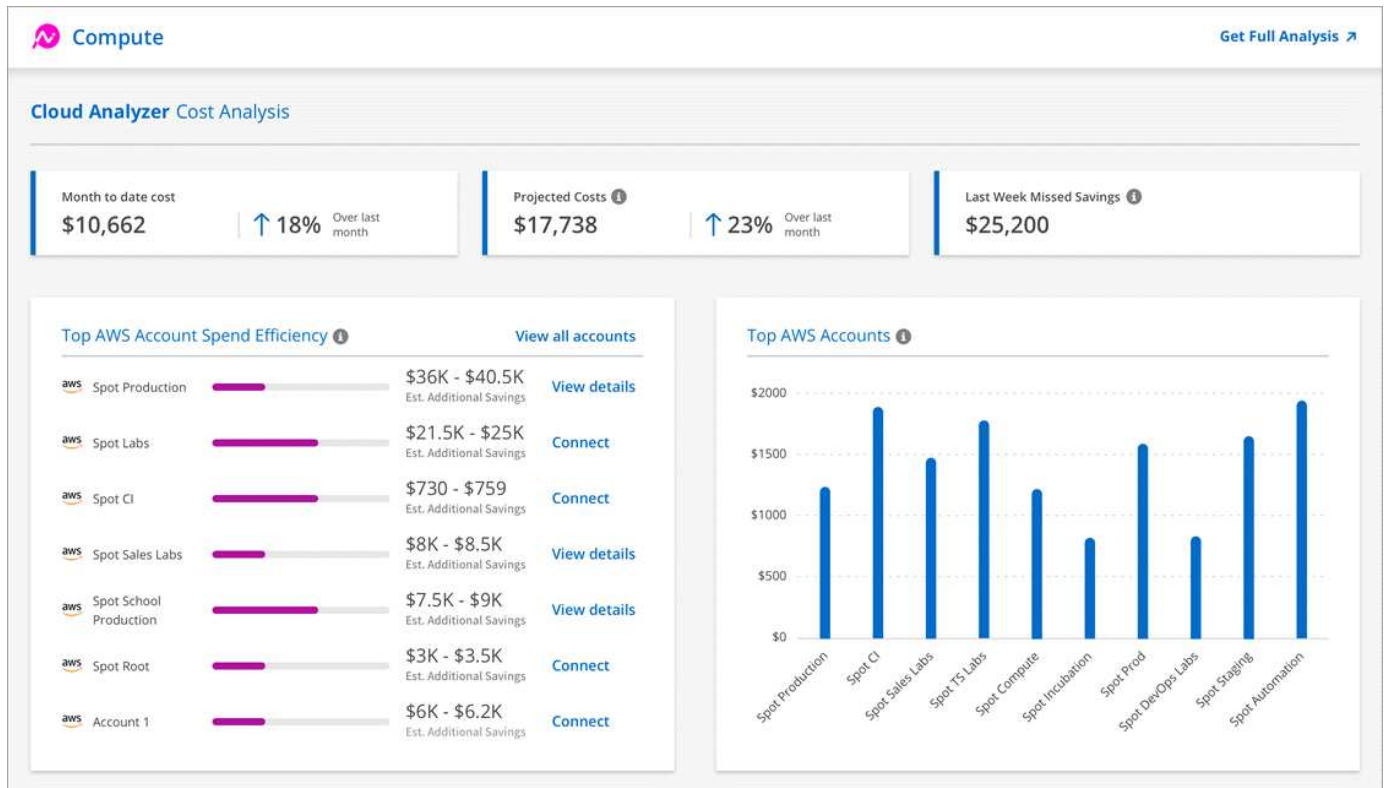 Compute
Get Full Analysis ↗
Cloud Analyzer Cost Analysis
Month to date cost
$10,662
↑ 18%
Over last
month
Projected Costs
$17,738
↑ 23%
Over last
month
Last Week Missed Savings
$25,200
Top AWS Account Spend Efficiency
View all accounts
aws Spot Production
$36K - $40.5K
Est. Additional Savings
View details
aws Spot Labs
$21.5K - $25K
Est. Additional Savings
Connect
aws Spot CI
$730 - $759
Est. Additional Savings
Connect
aws Spot Sales Labs
$8K - $8.5K
Est. Additional Savings
View details
aws Spot School
Production
$7.5K - $9K
Est. Additional Savings
View details
aws Spot Root
$3K - $3.5K
Est. Additional Savings
Connect
aws Account 1
$6K - $6.2K
Est. Additional Savings
Connect
Top AWS Accounts
$2000
$1500
$1000
$500
$0
Spot Production
Spot CI
Spot Sales Labs
Spot TS Labs
Spot Compute
Spot Incubation
Spot Prod
Spot DevOps Labs
Spot Staging
Spot Automation